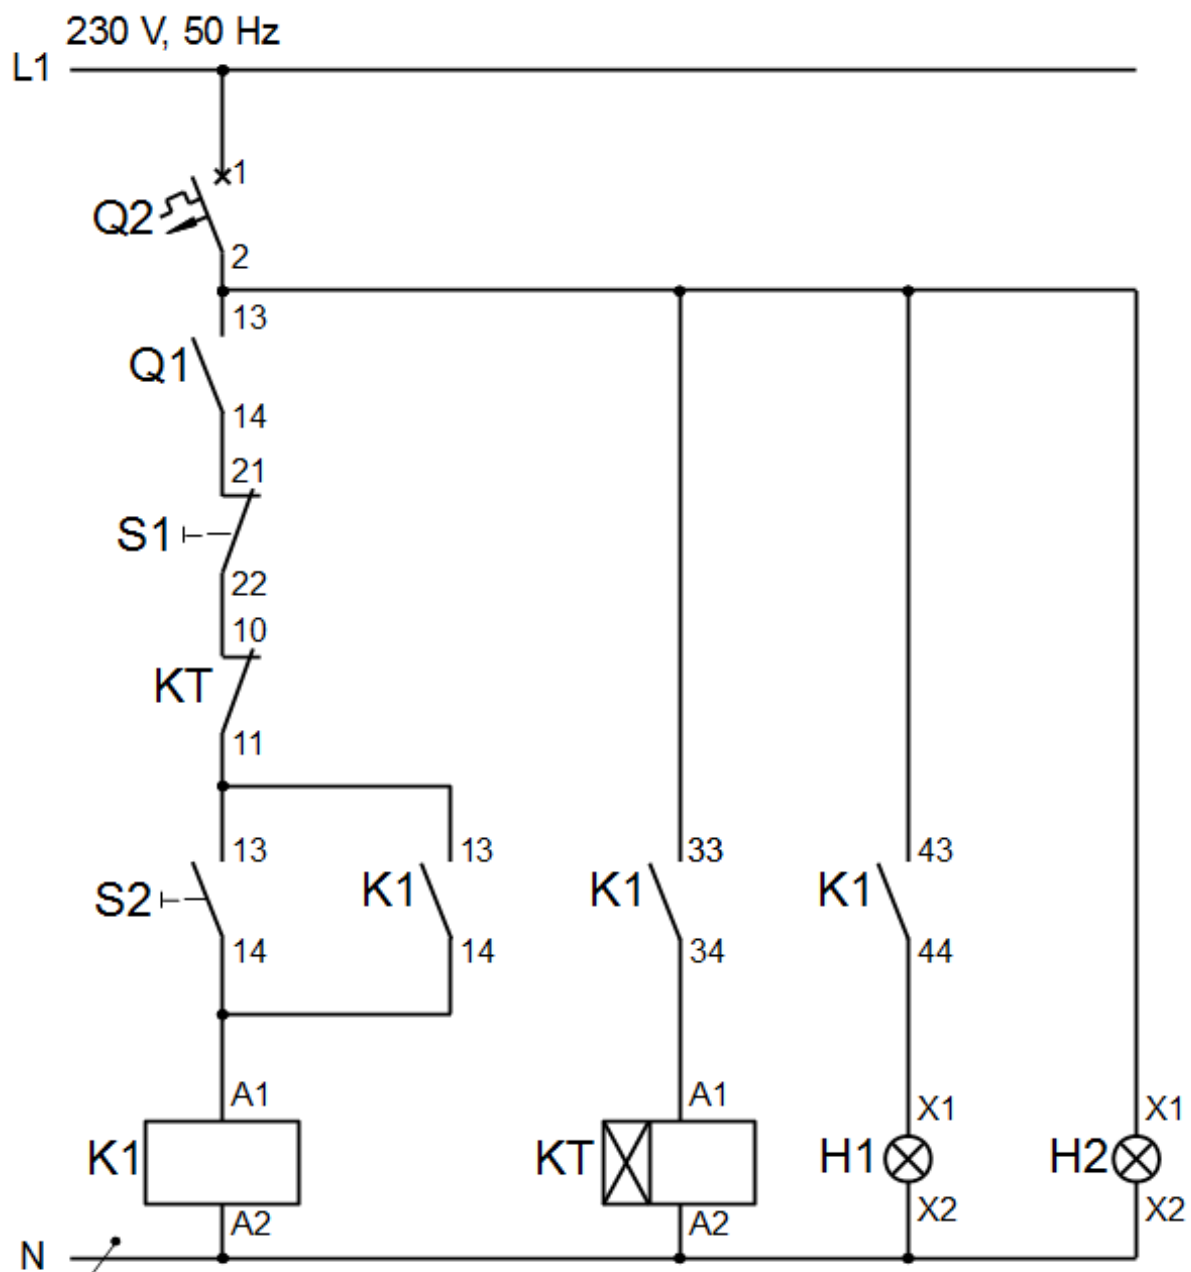 230 V, 50 Hz
L1
1
Q2
2
13
Q1
14
21
S1
22
10
KT
11
13 13 33 43
S2 K1 K1 K1
14 14 34 44
A1 A1 X1 X1
K1 KT H1 H2
A2 A2 X2 X2
N